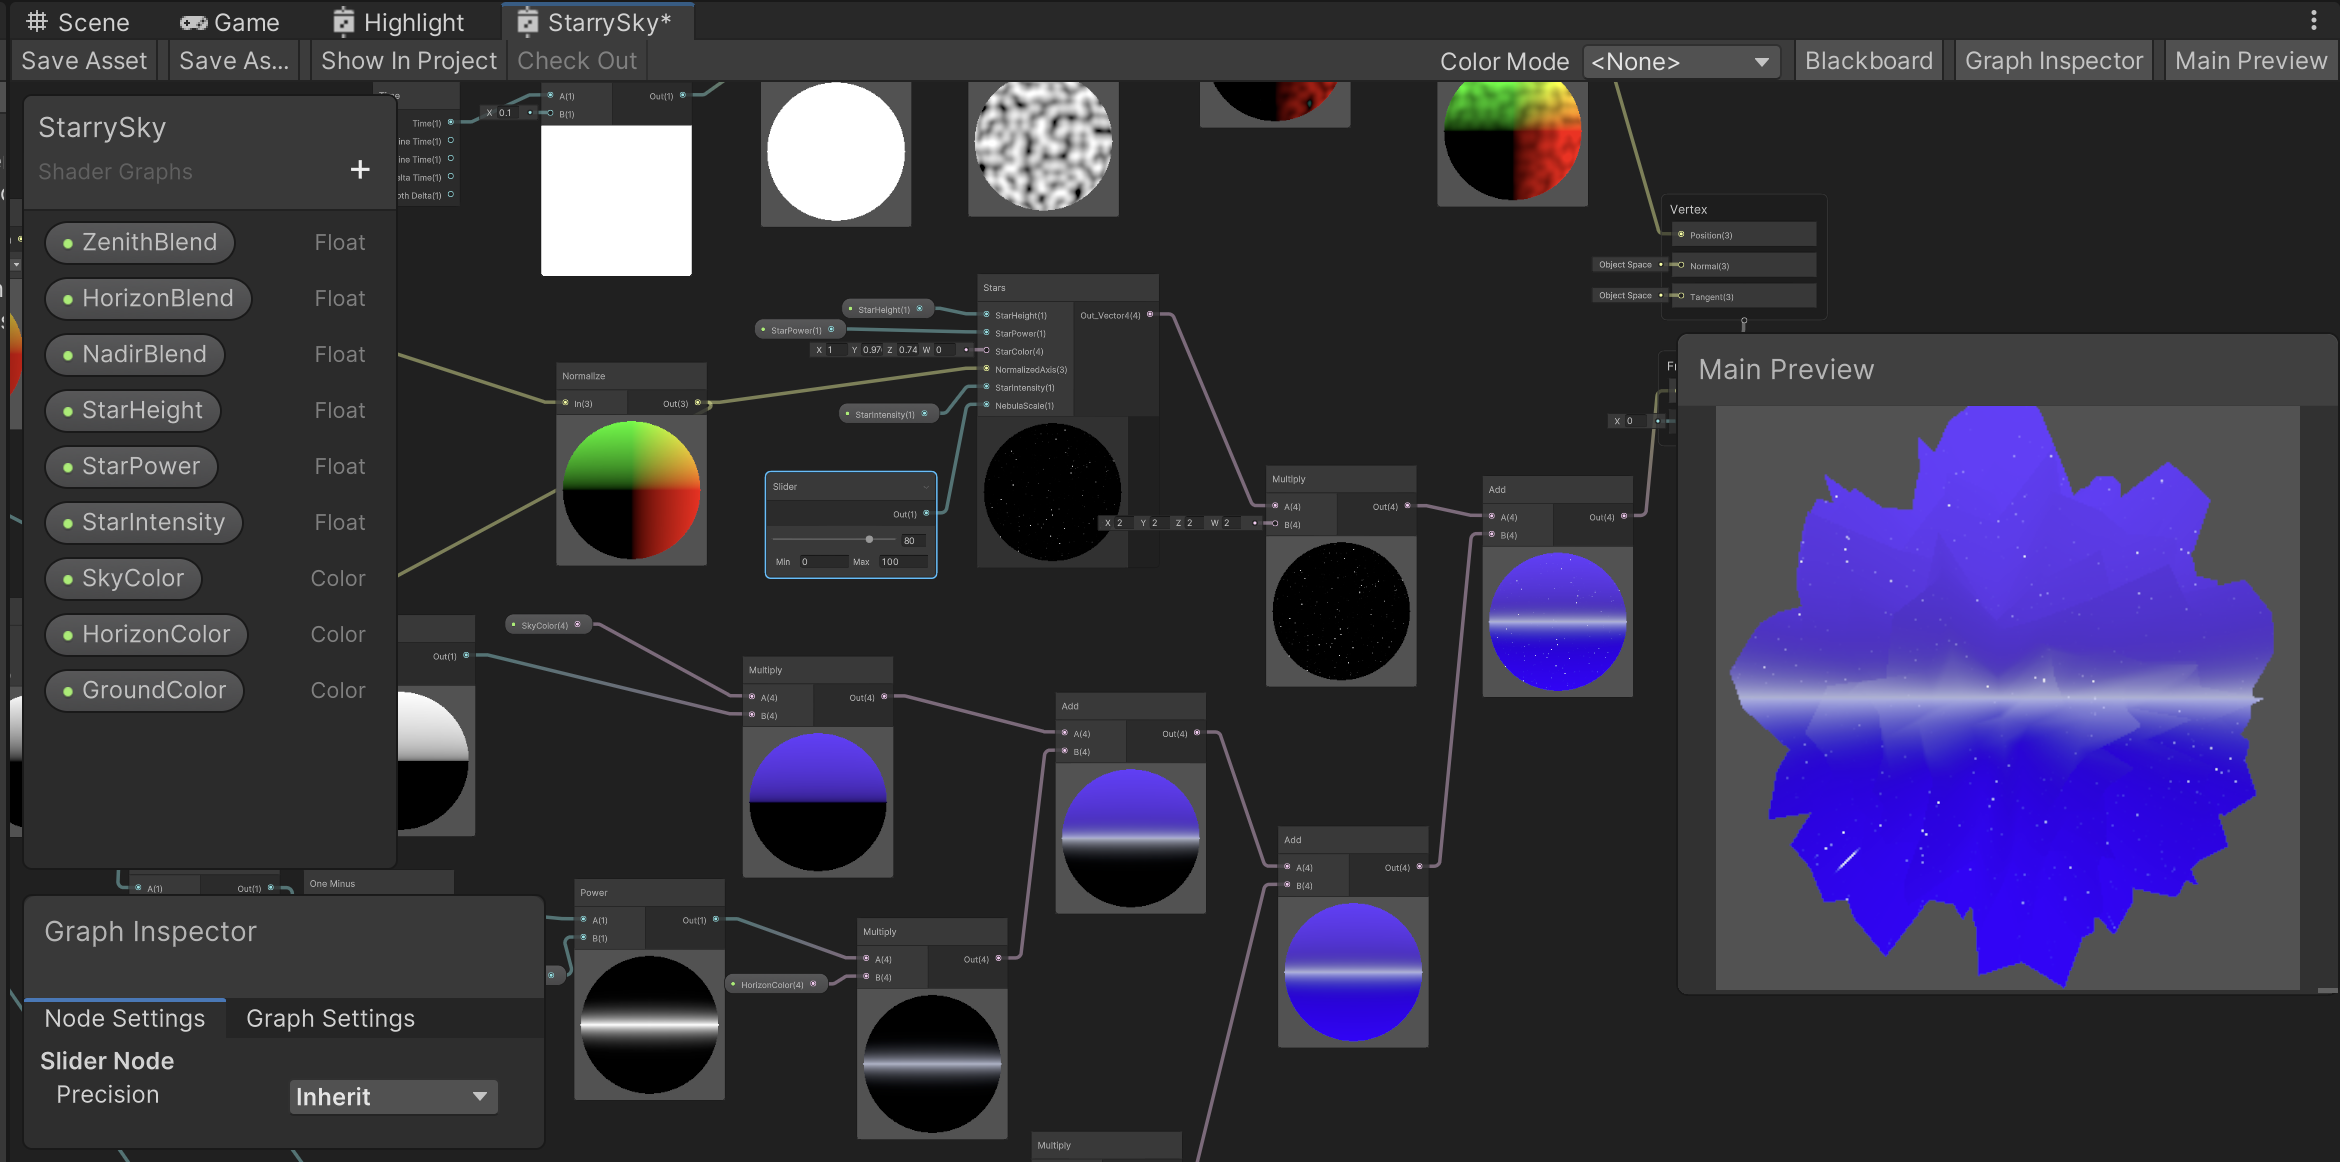 Scene
Game
Highlight
StarrySky*
Save Asset
Save As...
Show In Project
Check Out
Color Mode
<None>
Blackboard
Graph Inspector
Main Preview
StarrySky
Shader Graphs
+
ZenithBlend Float
HorizonBlend Float
NadirBlend Float
StarHeight Float
StarPower Float
StarIntensity Float
SkyColor Color
HorizonColor Color
GroundColor Color
Time(1)
ine Time(1)
ine Time(1)
elta Time(1)
oth Delta(1)
X 0.1
A(1)
B(1)
Out(1)
Vertex
Position(3)
Object Space
Normal(3)
Object Space
Tangent(3)
Stars
StarHeight(1)
StarPower(1)
X 1 Y 0.97 Z 0.74 W 0
StarIntensity(1)
StarHeight(1)
StarPower(1)
StarColor(4)
NormalizedAxis(3)
StarIntensity(1)
NebulaScale(1)
Out_Vector4(4)
Normalize
In(3)
Out(3)
Slider
Out(1)
80
Min 0 Max 100
X 2 Y 2 Z 2 W 2
Multiply
A(4)
B(4)
Out(4)
Add
A(4)
B(4)
Out(4)
X 0
Main Preview
Out(1)
SkyColor(4)
Multiply
A(4)
B(4)
Out(4)
Add
A(4)
B(4)
Out(4)
Add
A(4)
B(4)
Out(4)
A(1)
Out(1)
One Minus
Power
A(1)
B(1)
Out(1)
HorizonColor(4)
Multiply
A(4)
B(4)
Out(4)
Multiply
Graph Inspector
Node Settings
Graph Settings
Slider Node
Precision
Inherit